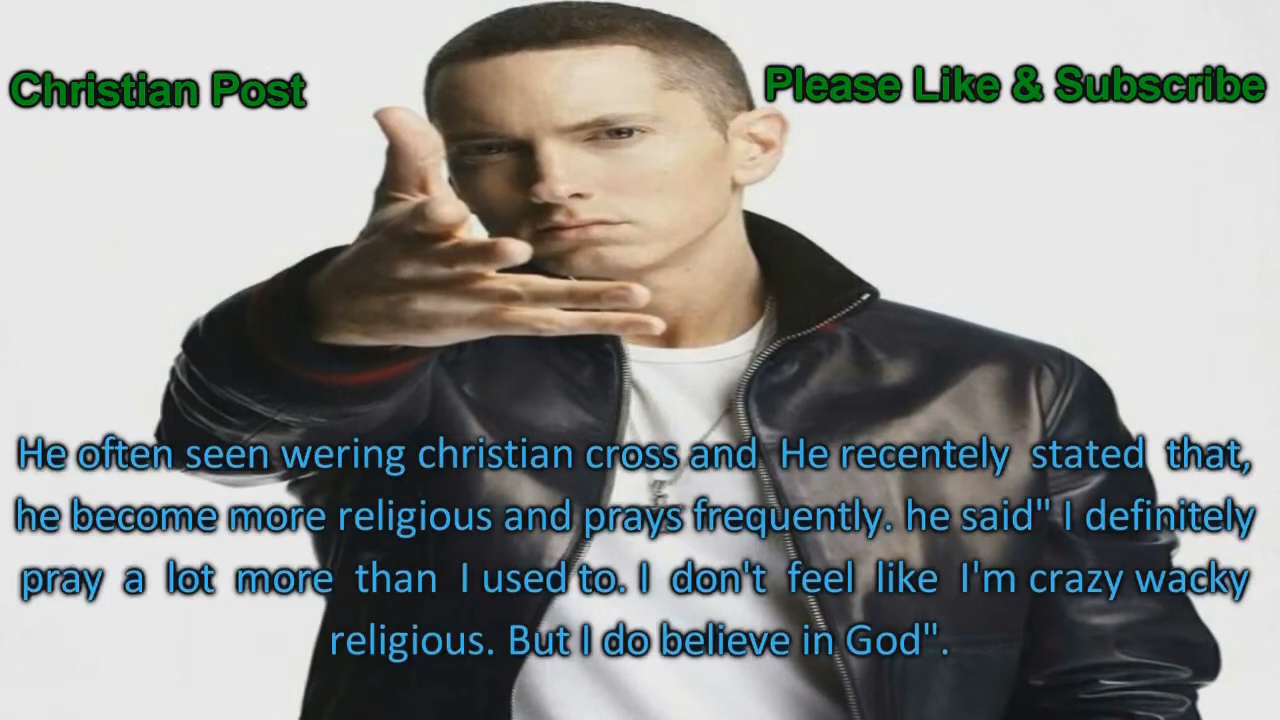 Christian Post
Please Like & Subscribe
He often seen wering christian cross and He recentely stated that,
he become more religious and prays frequently. he said" I definitely
pray a lot more than I used to. I don't feel like I'm crazy wacky
religious. But I do believe in God".